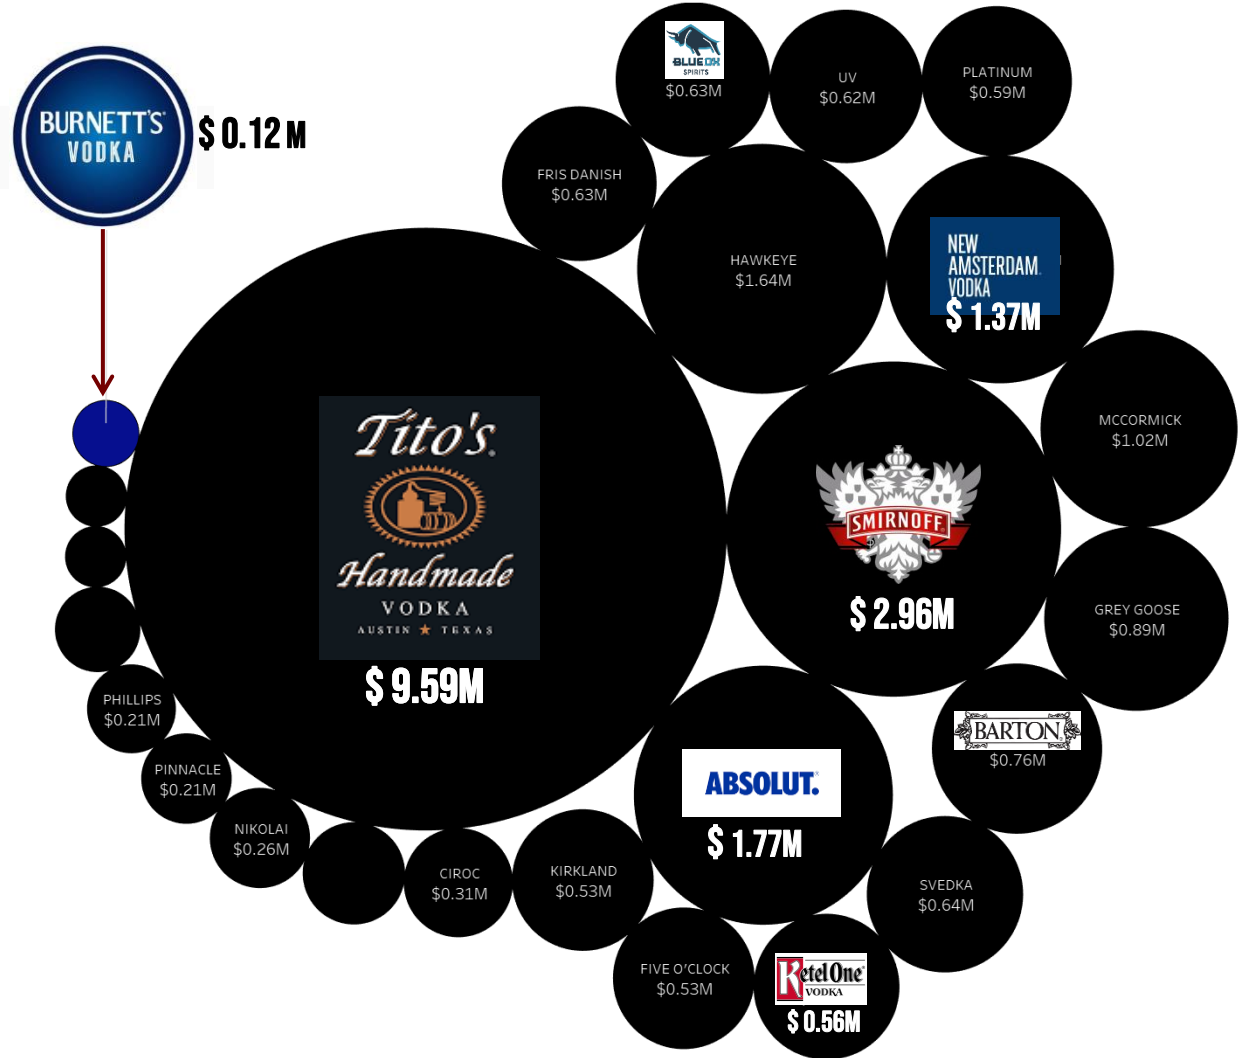 BURNETT'S
VODKA
$ 0.12 M
BLUE OX
SPIRITS
$0.63M
UV
$0.62M
PLATINUM
$0.59M
FRIS DANISH
$0.63M
HAWKEYE
$1.64M
NEW
AMSTERDAM
VODKA
$ 1.37M
MCCORMICK
$1.02M
Tito's
Handmade
VODKA
AUSTIN ★ TEXAS
$ 9.59M
SMIRNOFF
$ 2.96M
GREY GOOSE
$0.89M
BARTON
$0.76M
ABSOLUT.
$ 1.77M
PHILLIPS
$0.21M
PINNACLE
$0.21M
NIKOLAI
$0.26M
CIROC
$0.31M
KIRKLAND
$0.53M
SVEDKA
$0.64M
FIVE O'CLOCK
$0.53M
Ketel One
VODKA
$ 0.56M